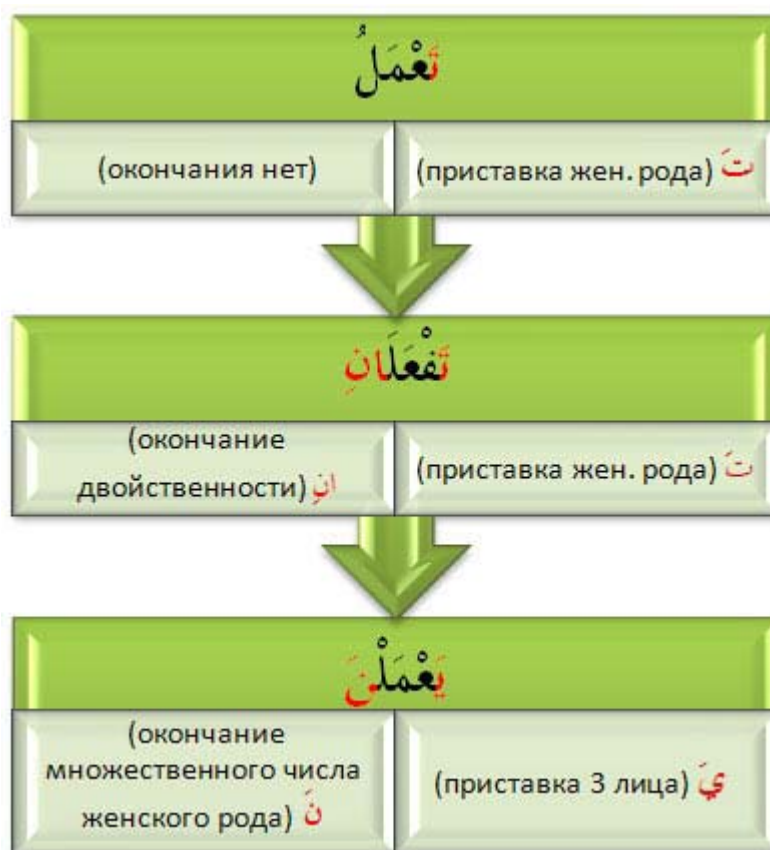 تَعْمَلُ
(приставка жен. рода) تَ
(окончания нет)
تَفْعَلَانِ
(приставка жен. рода) تَ
(окончание
двойственности) انِ
يَعْمَلْنَ
(приставка 3 лица) يَ
(окончание
множественного числа
женского рода) نَ